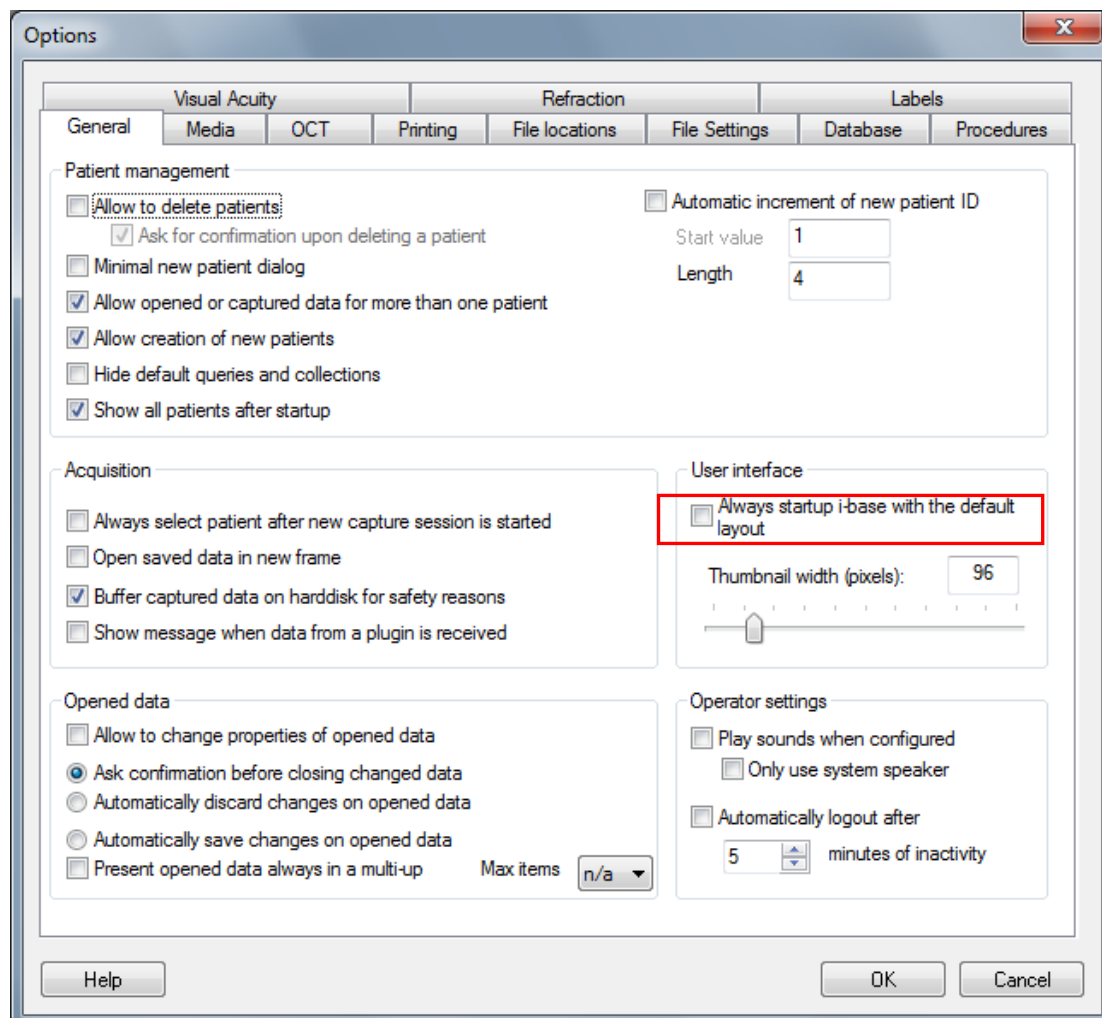 Options
Visual Acuity Refraction Labels
General Media OCT Printing File locations File Settings Database Procedures
Patient management
Allow to delete patients
Ask for confirmation upon deleting a patient
Minimal new patient dialog
Allow opened or captured data for more than one patient
Allow creation of new patients
Hide default queries and collections
Show all patients after startup
Automatic increment of new patient ID
Start value 1
Length 4
Acquisition
Always select patient after new capture session is started
Open saved data in new frame
Buffer captured data on harddisk for safety reasons
Show message when data from a plugin is received
User interface
Always startup i-base with the default
layout
Thumbnail width (pixels): 96
Opened data
Allow to change properties of opened data
Ask confirmation before closing changed data
Automatically discard changes on opened data
Automatically save changes on opened data
Present opened data always in a multi-up Max items n/a
Operator settings
Play sounds when configured
Only use system speaker
Automatically logout after
5 minutes of inactivity
Help OK Cancel